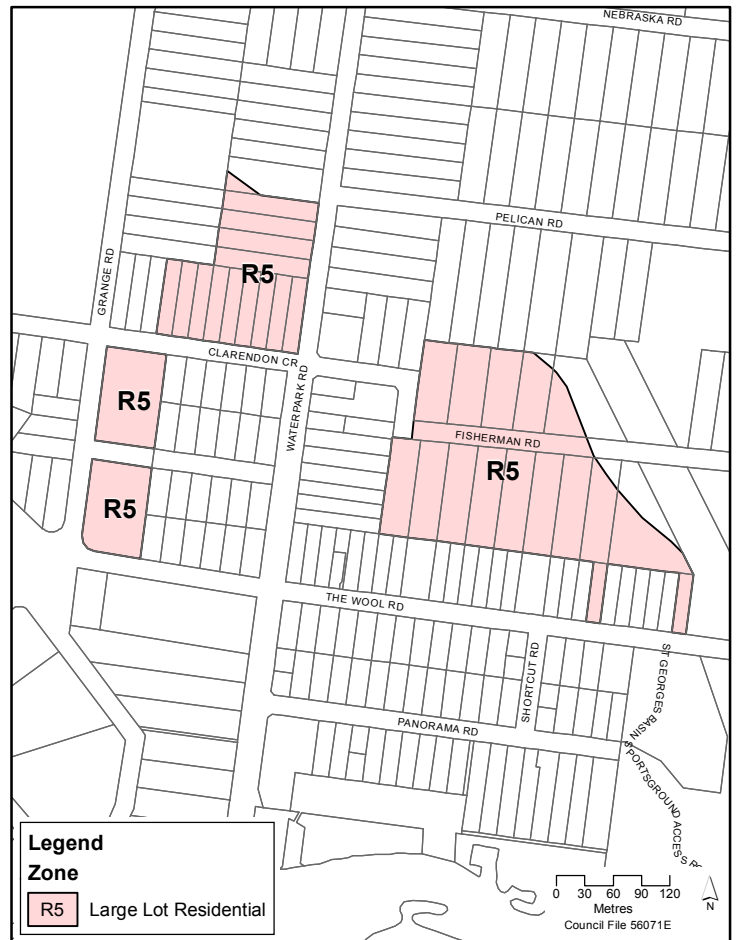 NEBRASKA RD
PELICAN RD
GRANGE RD
R5
CLARENDON CR
WATERPARK RD
R5
FISHERMAN RD
R5
R5
THE WOOL RD
SHORTCUT RD
ST GEORGES BASIN
SPORTSGROUND ACCESS RD
PANORAMA RD
Legend
Zone
R5 Large Lot Residential
0 30 60 90 120
Metres
Council File 56071E
N